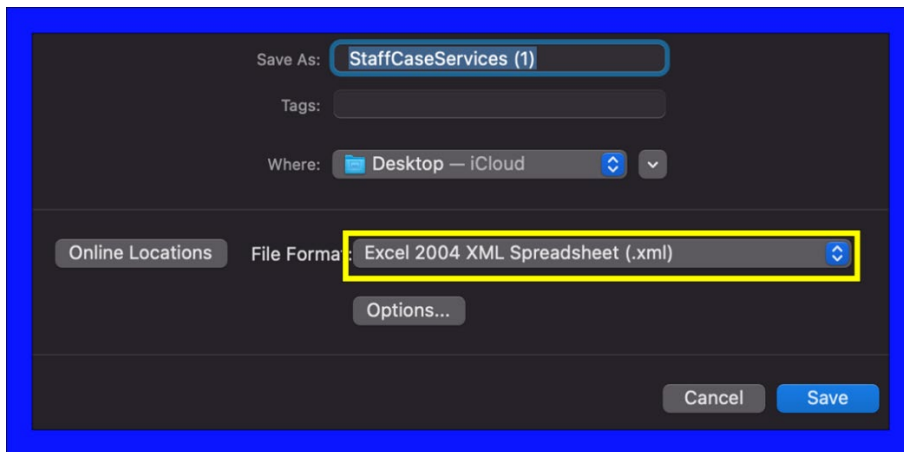 Save As: StaffCaseServices (1)
Tags:
Where: Desktop — iCloud
Online Locations File Format: Excel 2004 XML Spreadsheet (.xml)
Options...
Cancel Save